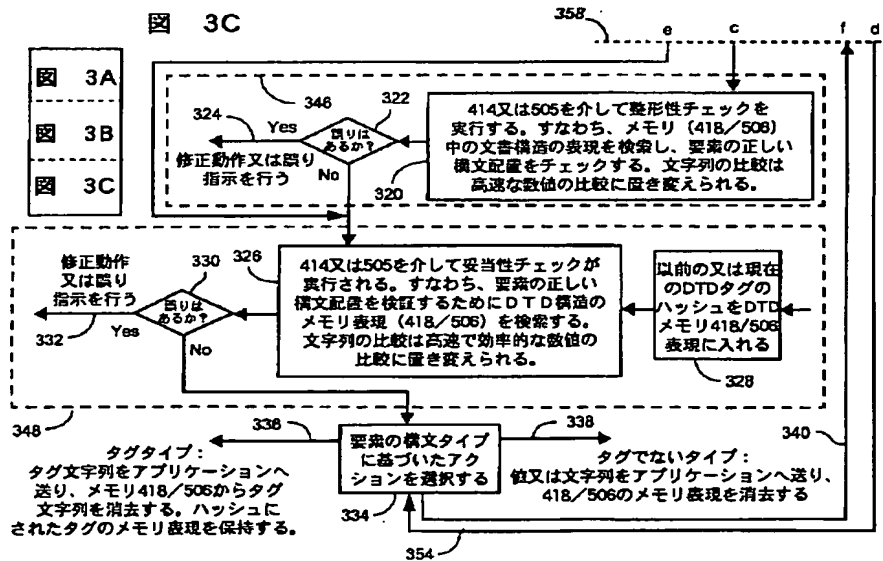 図 3C
358
e
c
f
d
図 3A
図 3B
図 3C
346
324
Yes
322
誤りは
あるか?
修正動作又は誤り
指示を行う
No
320
414又は505を介して整形性チェックを
実行する。すなわち、メモリ(418/506)
中の文書構造の表現を検索し、要素の正しい
構文配置をチェックする。文字列の比較は
高速な数値の比較に置き変えられる。
修正動作
又は誤り
指示を行う
330
誤りは
あるか?
332
Yes
No
326
414又は505を介して妥当性チェックが
実行される。すなわち、要素の正しい
構文配置を検証するためにDTD構造の
メモリ表現(418/506)を検索する。
文字列の比較は高速で効率的な数値の
比較に置き変えられる。
以前の又は現在
のDTDタグの
ハッシュをDTD
メモリ418/506
表現に入れる
328
348
338
要素の構文タイプ
に基づいたアク
ションを選択する
338
340
タグタイプ:
タグ文字列をアプリケーションへ
送り、メモリ418/506からタグ
文字列を消去する。ハッシュに
されたタグのメモリ表現を保持する。
334
タグでないタイプ:
値又は文字列をアプリケーションへ送り、
418/506のメモリ表現を消去する
354